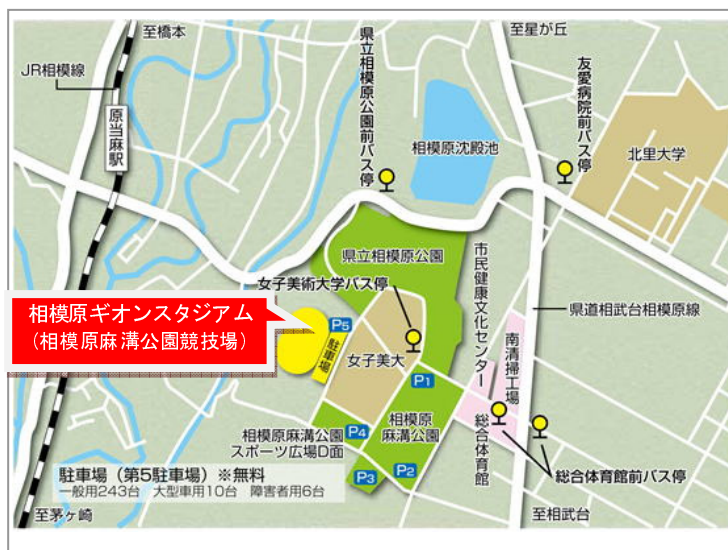 至橋本
至星が丘
JR相模線
原当麻駅
県立相模原公園前バス停
相模原沈殿池
友愛病院前バス停
北里大学
県立相模原公園
女子美術大学バス停
市民健康文化センター
県道相武台相模原線
相模原ギオンスタジアム
(相模原麻溝公園競技場)
P5
駐車場
女子美大
南清掃工場
P1
相模原
麻溝公園
総合体育館
P4
相模原麻溝公園
スポーツ広場D面
P2
P3
総合体育館前バス停
駐車場(第5駐車場)※無料
一般用243台 大型車用10台 障害者用6台
至茅ヶ崎
至相武台